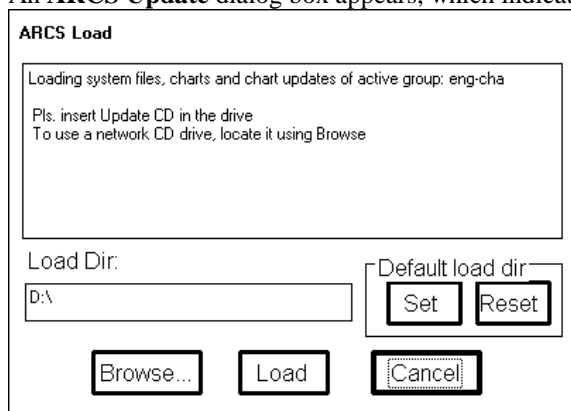 An ARCS Update dialog box appears, which indicat
ARCS Load
Loading system files, charts and chart updates of active group: eng-cha
Pls. insert Update CD in the drive
To use a network CD drive, locate it using Browse
Load Dir:
Default load dir
D:\
Set
Reset
Browse...
Load
Cancel